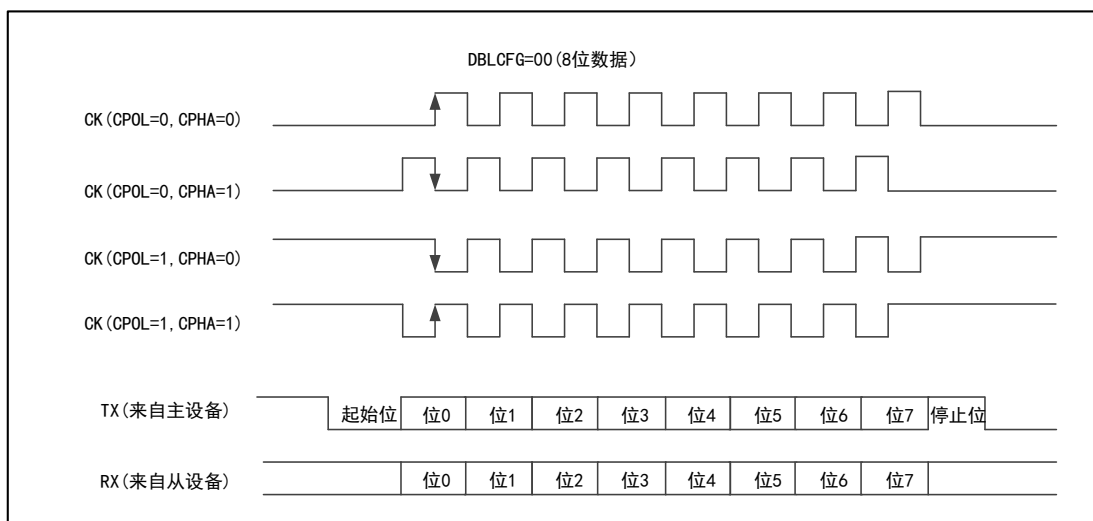 DBLCFG=00(8位数据)
CK(CPOL=0,CPHA=0)
CK(CPOL=0,CPHA=1)
CK(CPOL=1,CPHA=0)
CK(CPOL=1,CPHA=1)
TX(来自主设备) 起始位 位0 位1 位2 位3 位4 位5 位6 位7 停止位
RX(来自从设备) 位0 位1 位2 位3 位4 位5 位6 位7